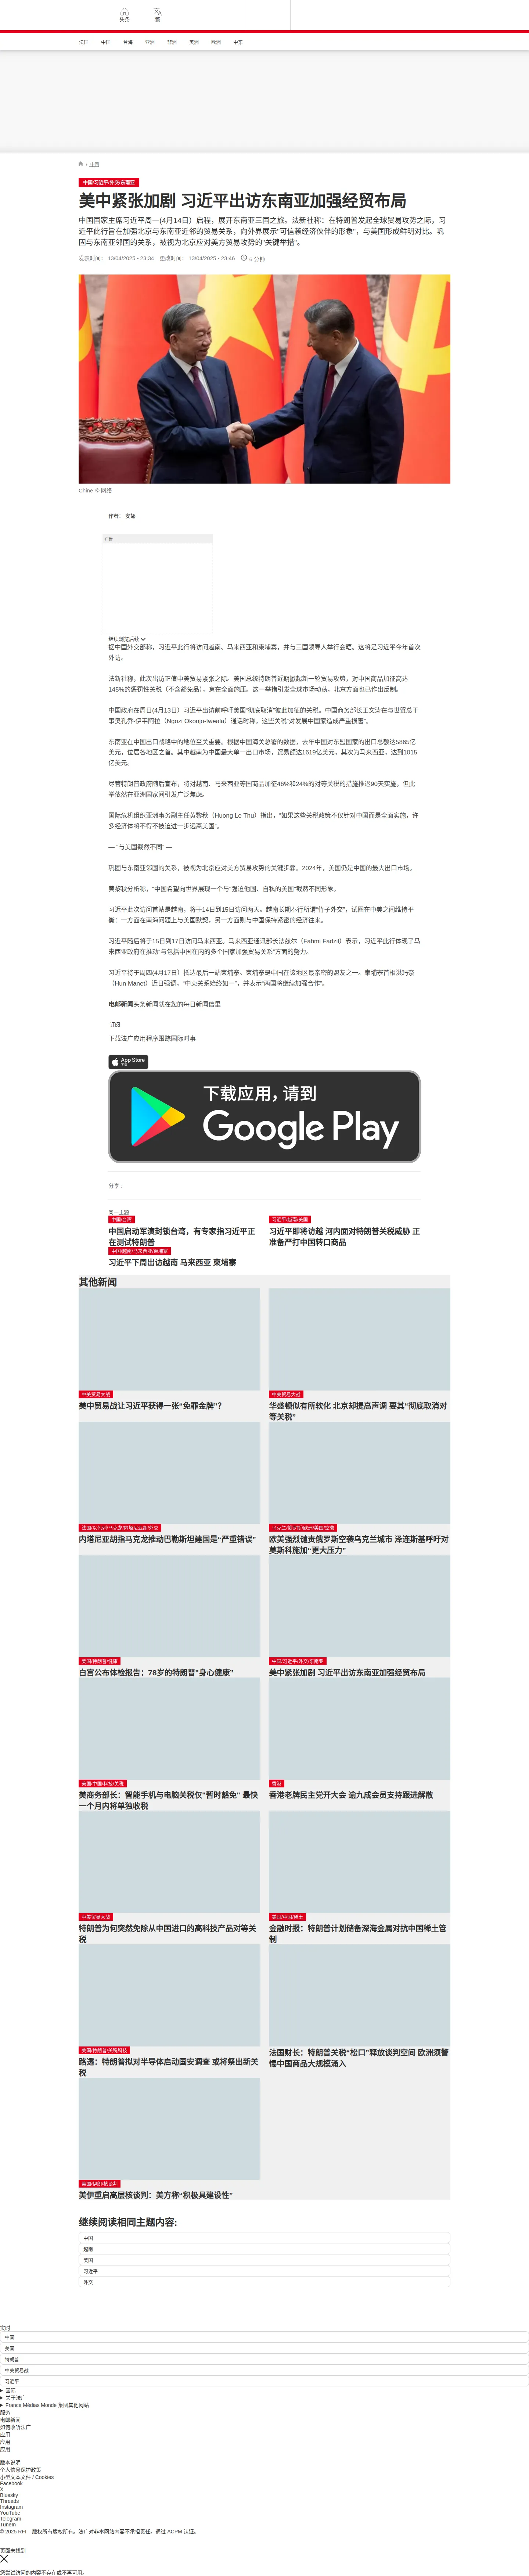 头条
繁
法国 中国 台海 亚洲 非洲 美洲 欧洲 中东
/ 中国
中国/习近平/外交/东南亚
美中紧张加剧 习近平出访东南亚加强经贸布局
中国国家主席习近平周一(4月14日）启程，展开东南亚三国之旅。法新社称：在特朗普发起全球贸易攻势之际，习
近平此行旨在加强北京与东南亚近邻的贸易关系，向外界展示"可信赖经济伙伴的形象"，与美国形成鲜明对比。巩
固与东南亚邻国的关系，被视为北京应对美方贸易攻势的"关键举措"。
发表时间： 13/04/2025 - 23:34 更改时间： 13/04/2025 - 23:46 6 分钟
Chine © 网络
作者： 安娜
广告
继续浏览后续
据中国外交部称，习近平此行将访问越南、马来西亚和柬埔寨，并与三国领导人举行会晤。这将是习近平今年首次
外访。
法新社称，此次出访正值中美贸易紧张之际。美国总统特朗普近期掀起新一轮贸易攻势，对中国商品加征高达
145%的惩罚性关税（不含豁免品），意在全面施压。这一举措引发全球市场动荡，北京方面也已作出反制。
中国政府在周日(4月13日）习近平出访前呼吁美国"彻底取消"彼此加征的关税。中国商务部长王文涛在与世贸总干
事奥孔乔-伊韦阿拉（Ngozi Okonjo-Iweala）通话时称，这些关税"对发展中国家造成严重损害"。
东南亚在中国出口战略中的地位至关重要。根据中国海关总署的数据，去年中国对东盟国家的出口总额达5865亿
美元，位居各地区之首。其中越南为中国最大单一出口市场，贸易额达1619亿美元，其次为马来西亚，达到1015
亿美元。
尽管特朗普政府随后宣布，将对越南、马来西亚等国商品加征46%和24%的对等关税的措施推迟90天实施，但此
举依然在亚洲国家间引发广泛焦虑。
国际危机组织亚洲事务副主任黄黎秋（Huong Le Thu）指出，"如果这些关税政策不仅针对中国而是全面实施，许
多经济体将不得不被迫进一步远离美国"。
— "与美国截然不同" —
巩固与东南亚邻国的关系，被视为北京应对美方贸易攻势的关键步骤。2024年，美国仍是中国的最大出口市场。
黄黎秋分析称，"中国希望向世界展现一个与"强迫他国、自私的美国"截然不同形象。
习近平此次访问首站是越南，将于14日到15日访问两天。越南长期奉行所谓"竹子外交"，试图在中美之间维持平
衡：一方面在南海问题上与美国默契，另一方面则与中国保持紧密的经济往来。
习近平随后将于15日到17日访问马来西亚。马来西亚通讯部长法兹尔（Fahmi Fadzil）表示，习近平此行体现了马
来西亚政府在推动"与包括中国在内的多个国家加强贸易关系"方面的努力。
习近平将于周四(4月17日）抵达最后一站柬埔寨。柬埔寨是中国在该地区最亲密的盟友之一。柬埔寨首相洪玛奈
（Hun Manet）近日强调，"中柬关系始终如一"，并表示"两国将继续加强合作"。
电邮新闻头条新闻就在您的每日新闻信里
订阅
下载法广应用程序跟踪国际时事
App Store
下载
下载应用，请到
Google Play
分享 :
同一主题
中国/台湾
中国启动军演封锁台湾，有专家指习近平正
在测试特朗普
习近平/越南/美国
习近平即将访越 河内面对特朗普关税威胁 正
准备严打中国转口商品
中国/越南/马来西亚/柬埔寨
习近平下周出访越南 马来西亚 柬埔寨
其他新闻
中美贸易大战
美中贸易战让习近平获得一张"免罪金牌"？
中美贸易大战
华盛顿似有所软化 北京却提高声调 要其"彻底取消对
等关税"
法国/以色列/马克龙/内塔尼亚胡/外交
内塔尼亚胡指马克龙推动巴勒斯坦建国是"严重错误"
乌克兰/俄罗斯/欧洲/美国/空袭
欧美强烈谴责俄罗斯空袭乌克兰城市 泽连斯基呼吁对
莫斯科施加"更大压力"
美国/特朗普/健康
白宫公布体检报告：78岁的特朗普"身心健康"
中国/习近平/外交/东南亚
美中紧张加剧 习近平出访东南亚加强经贸布局
美国/中国/科技/关税
美商务部长：智能手机与电脑关税仅"暂时豁免" 最快
一个月内将单独收税
香港
香港老牌民主党开大会 逾九成会员支持跟进解散
中美贸易大战
特朗普为何突然免除从中国进口的高科技产品对等关
税
美国/中国/稀土
金融时报：特朗普计划储备深海金属对抗中国稀土管
制
美国/特朗普/关税科技
路透：特朗普拟对半导体启动国安调查 或将祭出新关
税
法国财长：特朗普关税"松口"释放谈判空间 欧洲须警
惕中国商品大规模涌入
美国/伊朗/核谈判
美伊重启高层核谈判：美方称"积极具建设性"
继续阅读相同主题内容:
中国
越南
美国
习近平
外交
实时
中国
美国
特朗普
中美贸易战
习近平
国际
关于法广
France Médias Monde 集团其他网站
服务
电邮新闻
如何收听法广
应用
应用
应用
版本说明
个人信息保护政策
小型文本文件 / Cookies
Facebook
X
Bluesky
Threads
Instagram
YouTube
Telegram
TuneIn
© 2025 RFI – 版权所有版权所有。法广对非本网站内容不承担责任。通过 ACPM 认证。
页面未找到
您尝试访问的内容不存在或不再可用。